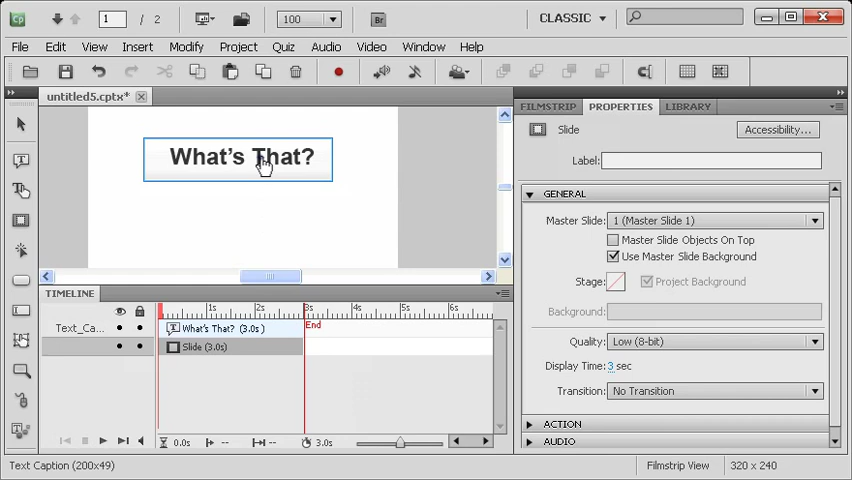 Cp 1 / 2 100 Br CLASSIC
File Edit View Insert Modify Project Quiz Audio Video Window Help
untitled5.cptx* FILMSTRIP PROPERTIES LIBRARY
What's That?
Slide Accessibility...
Label:
GENERAL
Master Slide: 1 (Master Slide 1)
Master Slide Objects On Top
Use Master Slide Background
Stage: Project Background
Background:
Quality: Low (8-bit)
Display Time: 3 sec
Transition: No Transition
ACTION
AUDIO
TIMELINE
1s 2s 3s 4s 5s 6s
Text_Ca... T What's That? (3.0s) End
Slide (3.0s)
0.0s -- -- 3.0s
Text Caption (200x49) Filmstrip View 320 x 240